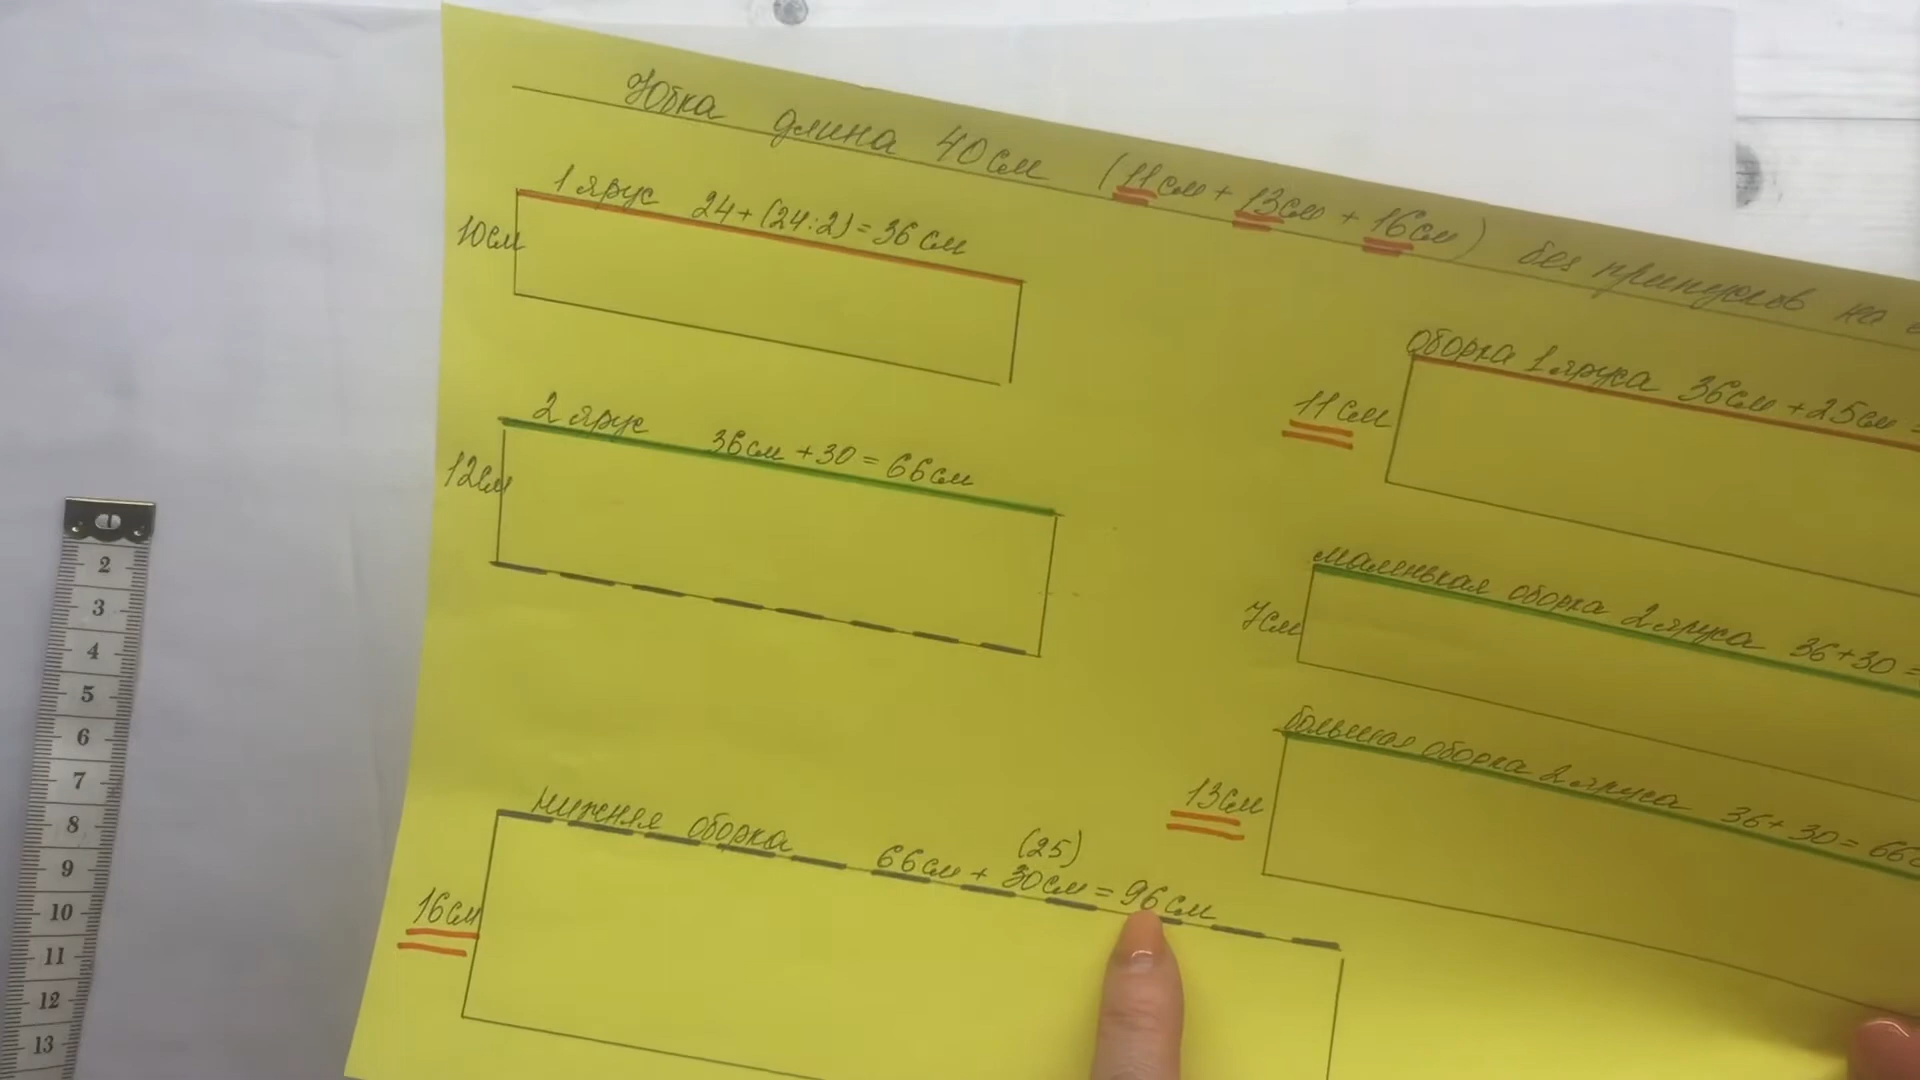 Юбка длина 40см (11см + 13см + 16см) без припусков на
1 ярус 24+(24:2)=36 см
10см
оборка 1 яруса 36см +25см =
11см
2 ярус 36см +30 = 66см
12см
маленькая оборка 2 яруса 36+30 =
7см
большая оборка 2 яруса 36+30=66
13см
нижняя оборка 66см + 30см = 96см
(25)
16см
2
3
4
5
6
7
8
9
10
11
12
13